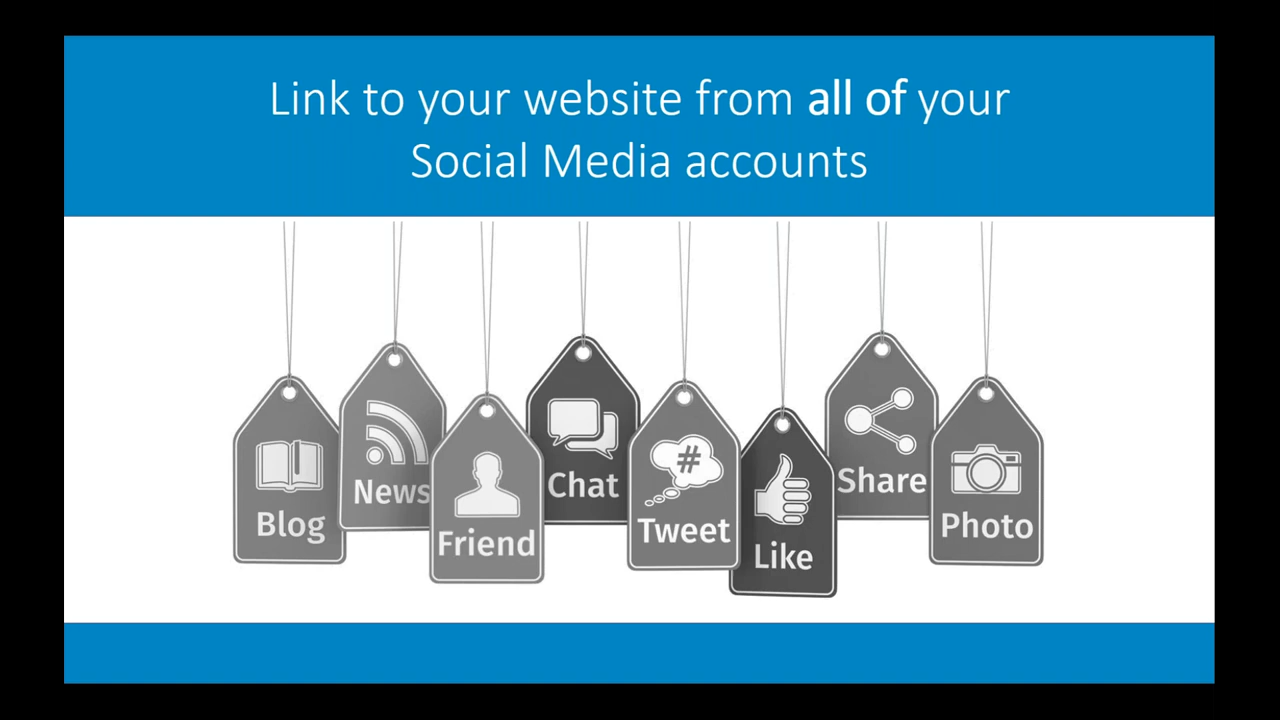 Link to your website from all of your
Social Media accounts
Blog
News
Friend
Chat
#
Tweet
Like
Share
Photo